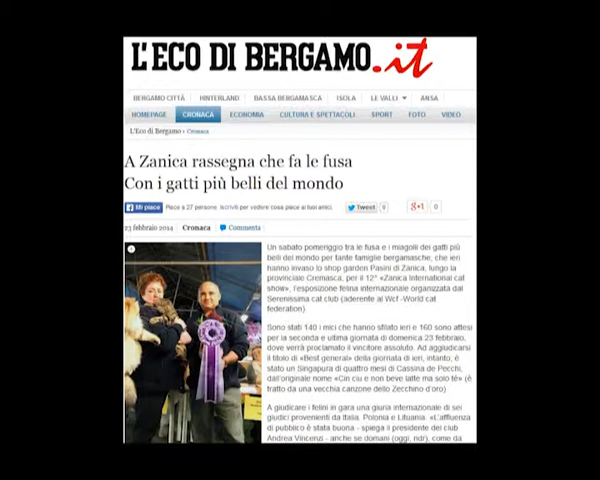 L'ECO DI BERGAMO.it
BERGAMO CITTÀ HINTERLAND BASSA BERGAMASCA ISOLA LE VALLI ANSA
HOMEPAGE CRONACA ECONOMIA CULTURA E SPETTACOLI SPORT FOTO VIDEO
L'Eco di Bergamo › Cronaca
A Zanica rassegna che fa le fusa
Con i gatti più belli del mondo
Mi piace Piace a 27 persone. Iscriviti per vedere cosa piace ai tuoi amici. Tweet 0 g+1 0
23 febbraio 2014 Cronaca Commenta
Un sabato pomeriggio tra le fusa e i miagolii dei gatti più
belli del mondo per tante famiglie bergamasche, che ieri
hanno invaso lo shop garden Pasini di Zanica, lungo la
provinciale Cremasca, per il 12° «Zanica International cat
show», l'esposizione felina internazionale organizzata dal
Serenissima cat club (aderente al Wcf -World cat
federation)
Sono stati 140 i mici che hanno sfilato ieri e 160 sono attesi
per la seconda e ultima giornata di domenica 23 febbraio,
dove verrà proclamato il vincitore assoluto. Ad aggiudicarsi
il titolo di «Best general» della giornata di ieri, intanto, è
stato un Singapura di quattro mesi di Cassina de Pecchi,
dall'originale nome «Cin ciu e non beve latte ma solo té» (è
tratto da una vecchia canzone dello Zecchino d'oro)
A giudicare i felini in gara una giuria internazionale di sei
giudici provenienti da Italia, Polonia e Lituania. «L'affluenza
di pubblico è stata buona - spiega il presidente del club
Andrea Vincenzi - anche se domani (oggi, ndr), come da